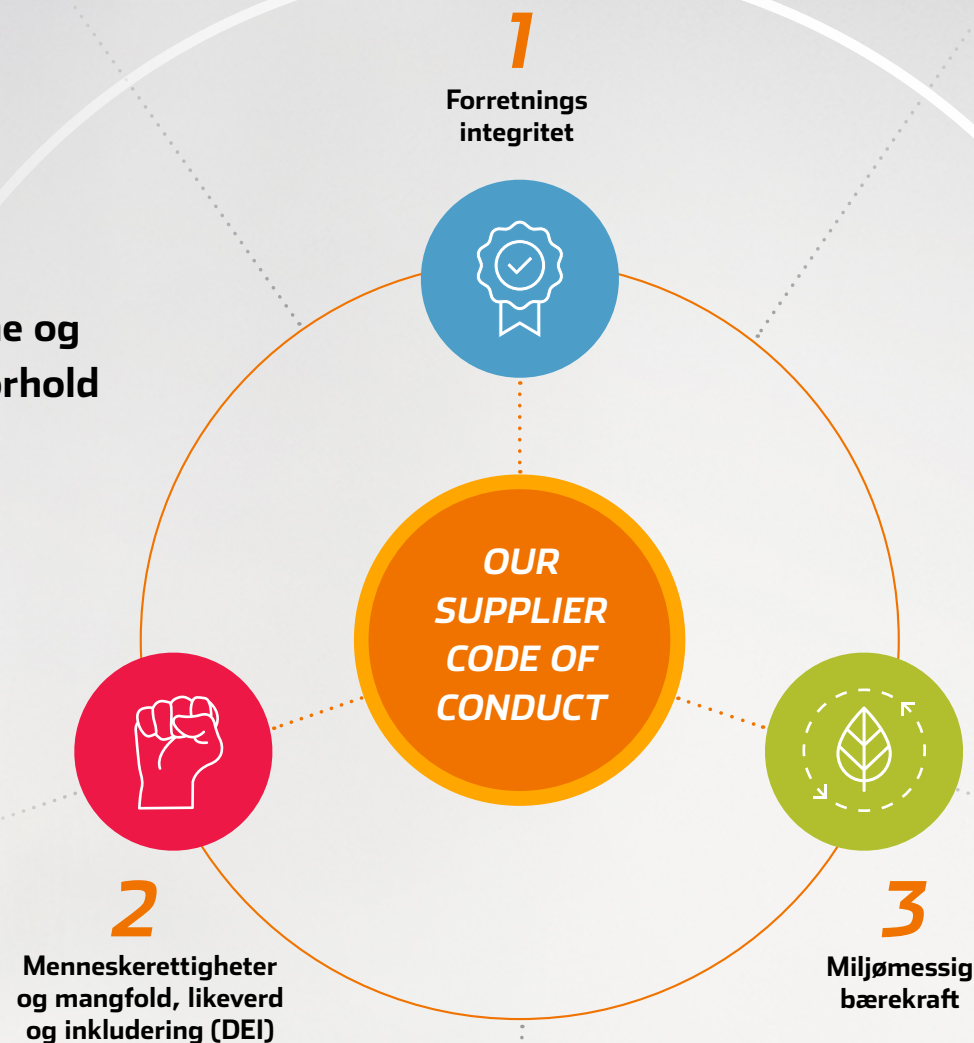 1
Forretnings
integritet
og
OUR
SUPPLIER
CODE OF
CONDUCT
2
Menneskerettigheter
og mangfold, likeverd
og inkludering (DEI)
3
Miljømessig
bærekraft